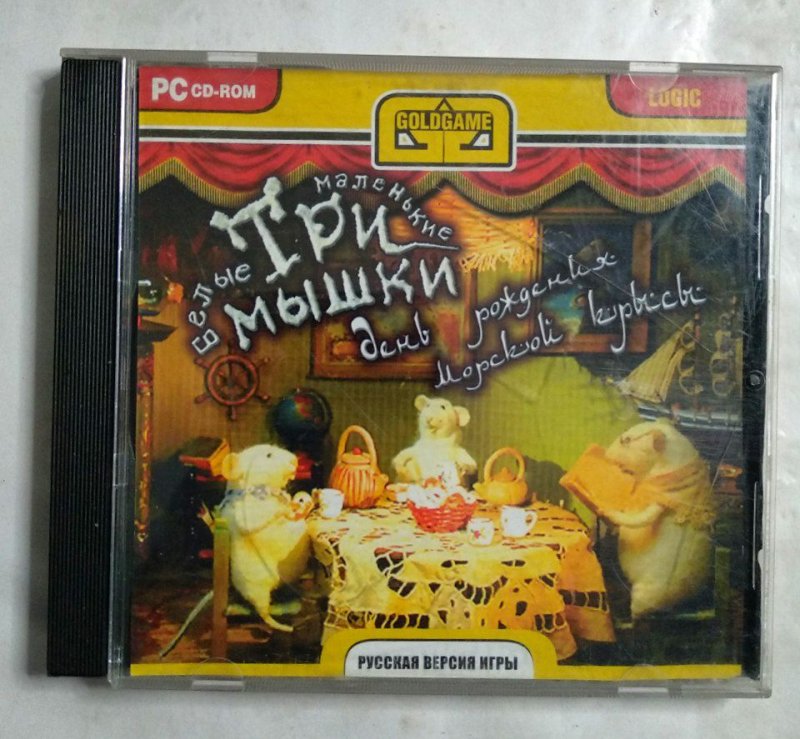 PC CD-ROM
LOGIC
GOLDGAME
маленькие
Три
Белые
мышки
день рождения
Морской крысы
РУССКАЯ ВЕРСИЯ ИГРЫ